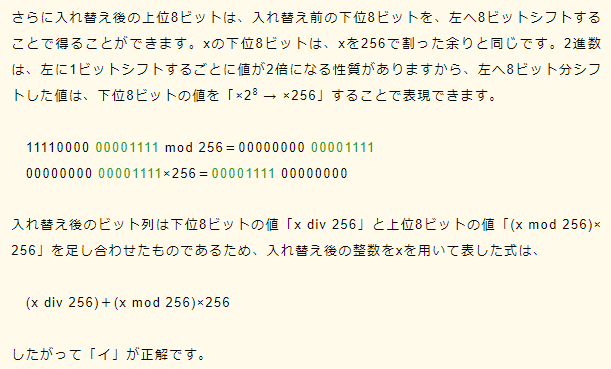 さらに入れ替え後の上位8ビットは、入れ替え前の下位8ビットを、左へ8ビットシフトする
ことで得ることができます。xの下位8ビットは、xを256で割った余りと同じです。2進数
は、左に1ビットシフトするごとに値が2倍になる性質がありますから、左へ8ビット分シフ
トした値は、下位8ビットの値を「×2⁸ → ×256」することで表現できます。
11110000 00001111 mod 256＝00000000 00001111
00000000 00001111×256＝00001111 00000000
入れ替え後のビット列は下位8ビットの値「x div 256」と上位8ビットの値「(x mod 256)×
256」を足し合わせたものであるため、入れ替え後の整数をxを用いて表した式は、
(x div 256)＋(x mod 256)×256
したがって「イ」が正解です。